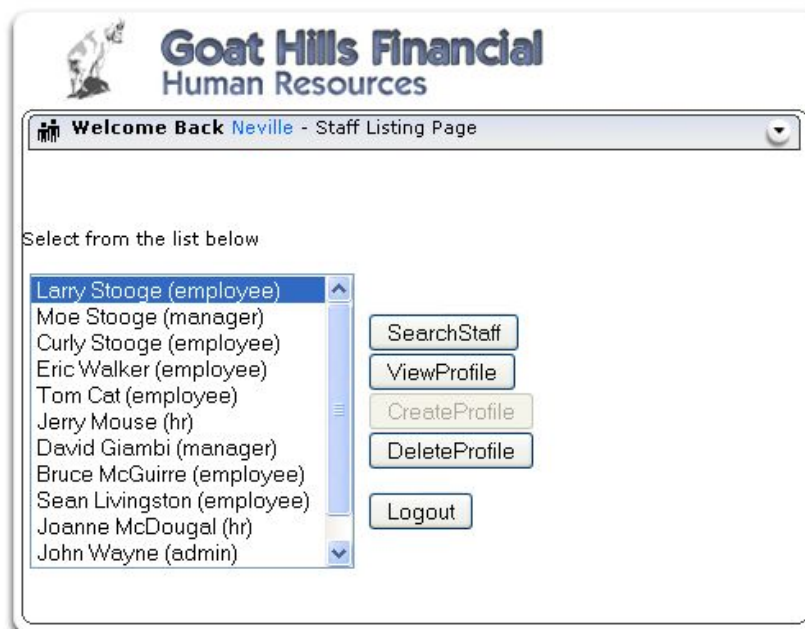 Goat Hills Financial
Human Resources
Welcome Back Neville - Staff Listing Page
Select from the list below
Larry Stooge (employee)
Moe Stooge (manager)
Curly Stooge (employee)
Eric Walker (employee)
Tom Cat (employee)
Jerry Mouse (hr)
David Giambi (manager)
Bruce McGuirre (employee)
Sean Livingston (employee)
Joanne McDougal (hr)
John Wayne (admin)
SearchStaff
ViewProfile
CreateProfile
DeleteProfile
Logout